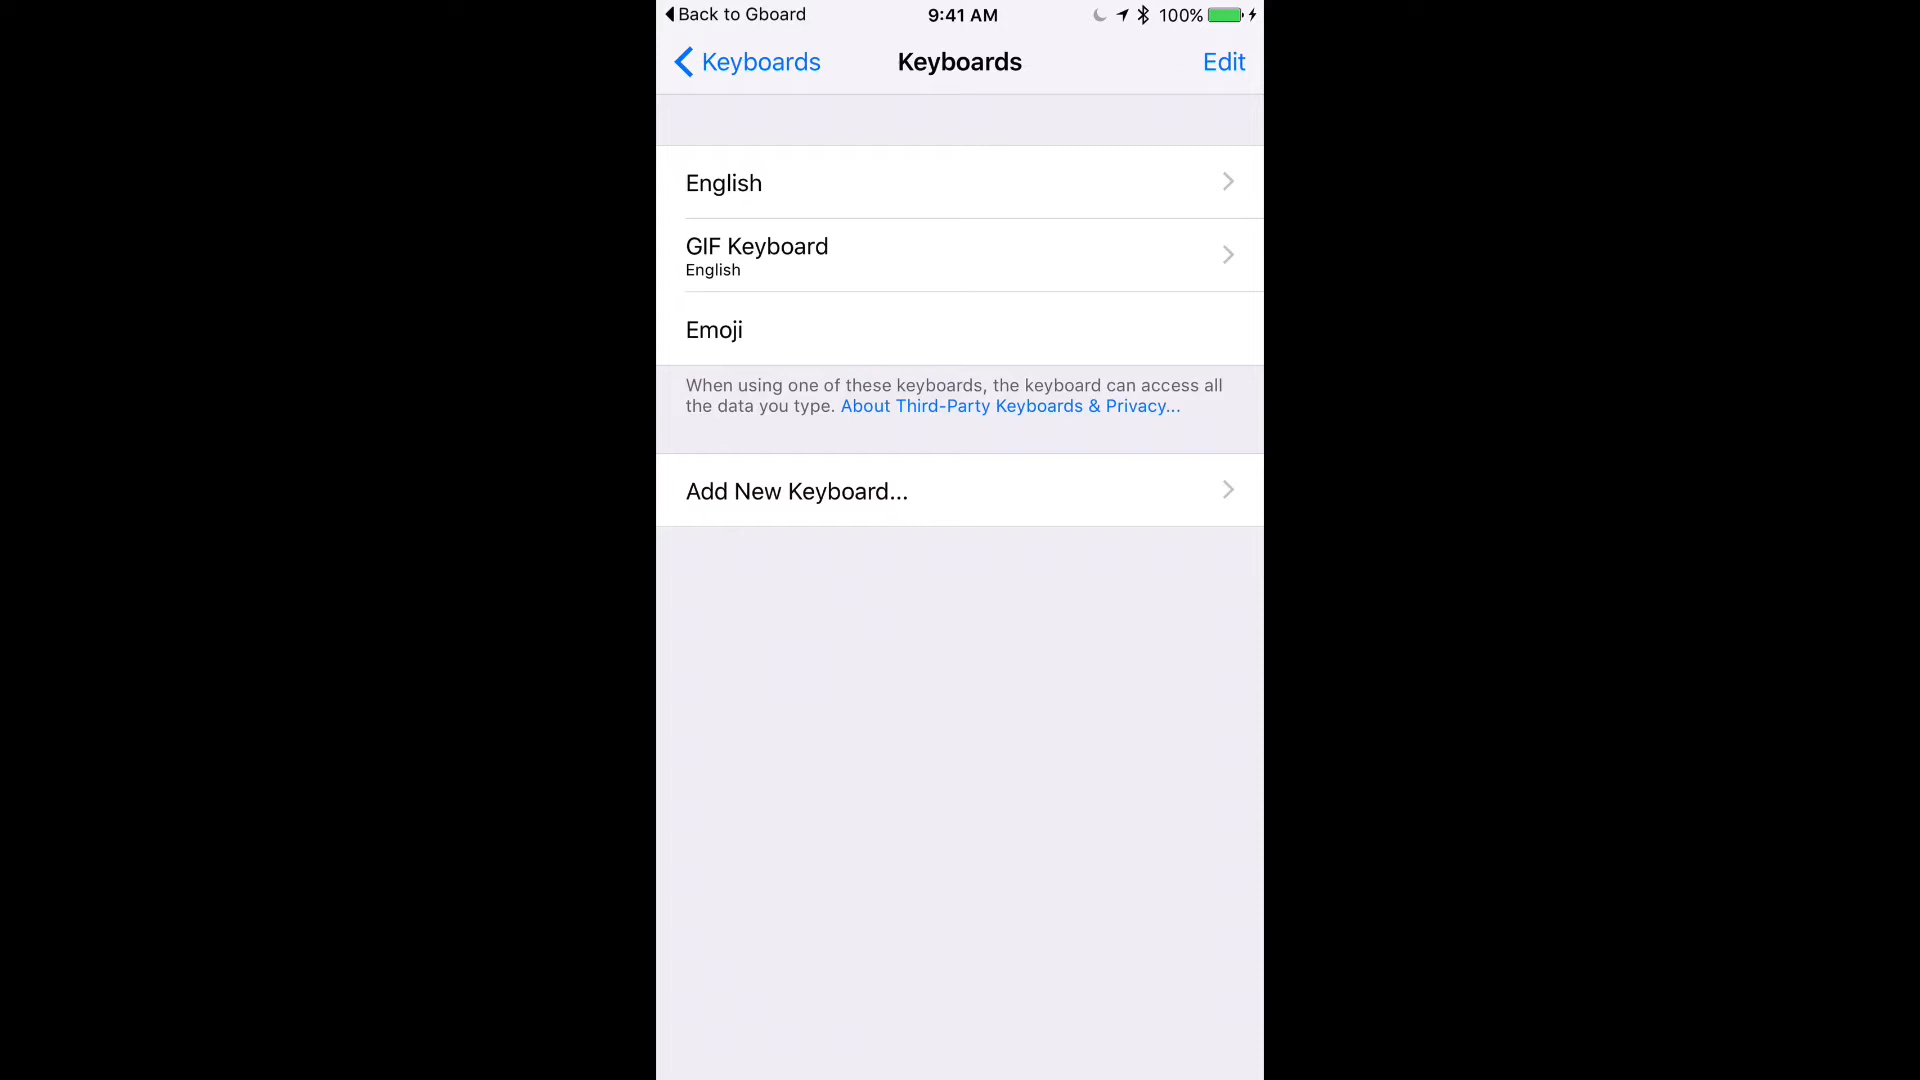 Back to Gboard 9:41 AM 100%
Keyboards Keyboards Edit
English
GIF Keyboard
English
Emoji
When using one of these keyboards, the keyboard can access all
the data you type. About Third-Party Keyboards & Privacy...
Add New Keyboard...